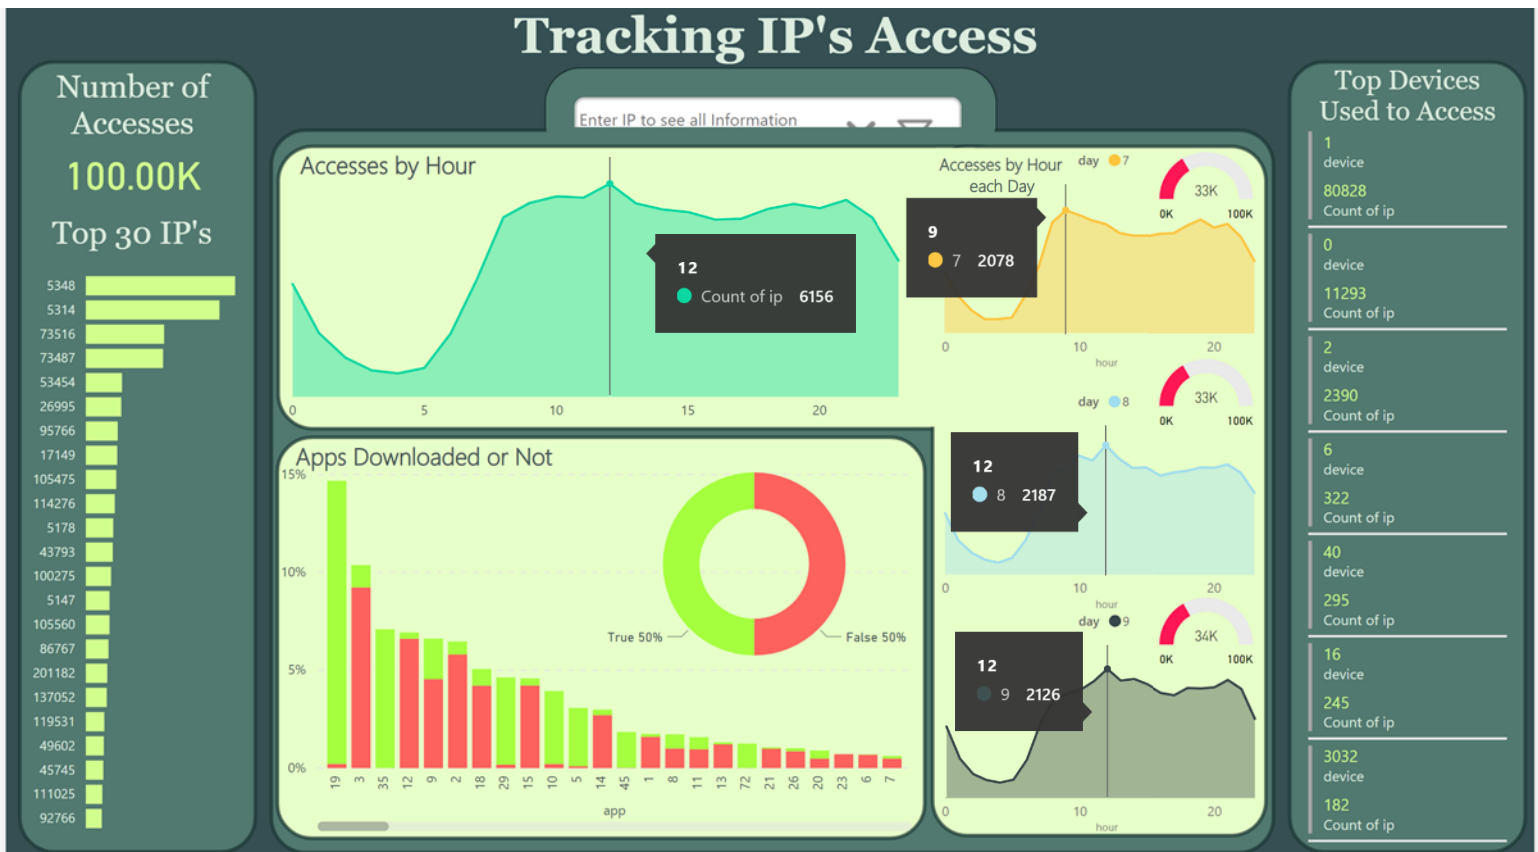 Tracking IP's Access
Number of
Accesses
100.00K
Top 30 IP's
5348
5314
73516
73487
53454
26995
95766
17149
105475
114276
5178
43793
100275
5147
105560
86767
201182
137052
119531
49602
45745
111025
92766
Enter IP to see all Information
Accesses by Hour
12
Count of ip 6156
0 5 10 15 20
Apps Downloaded or Not
15%
10%
5%
0%
True 50%
False 50%
19 3 35 12 9 2 18 29 15 10 5 14 45 1 8 11 13 72 21 26 20 23 6 7
app
Accesses by Hour
each Day
day 7
33K
0K 100K
9
7 2078
0 10 20
hour
day 8
33K
0K 100K
12
8 2187
0 10 20
hour
day 9
34K
0K 100K
12
9 2126
0 10 20
hour
Top Devices
Used to Access
1
device
80828
Count of ip
0
device
11293
Count of ip
2
device
2390
Count of ip
6
device
322
Count of ip
40
device
295
Count of ip
16
device
245
Count of ip
3032
device
182
Count of ip